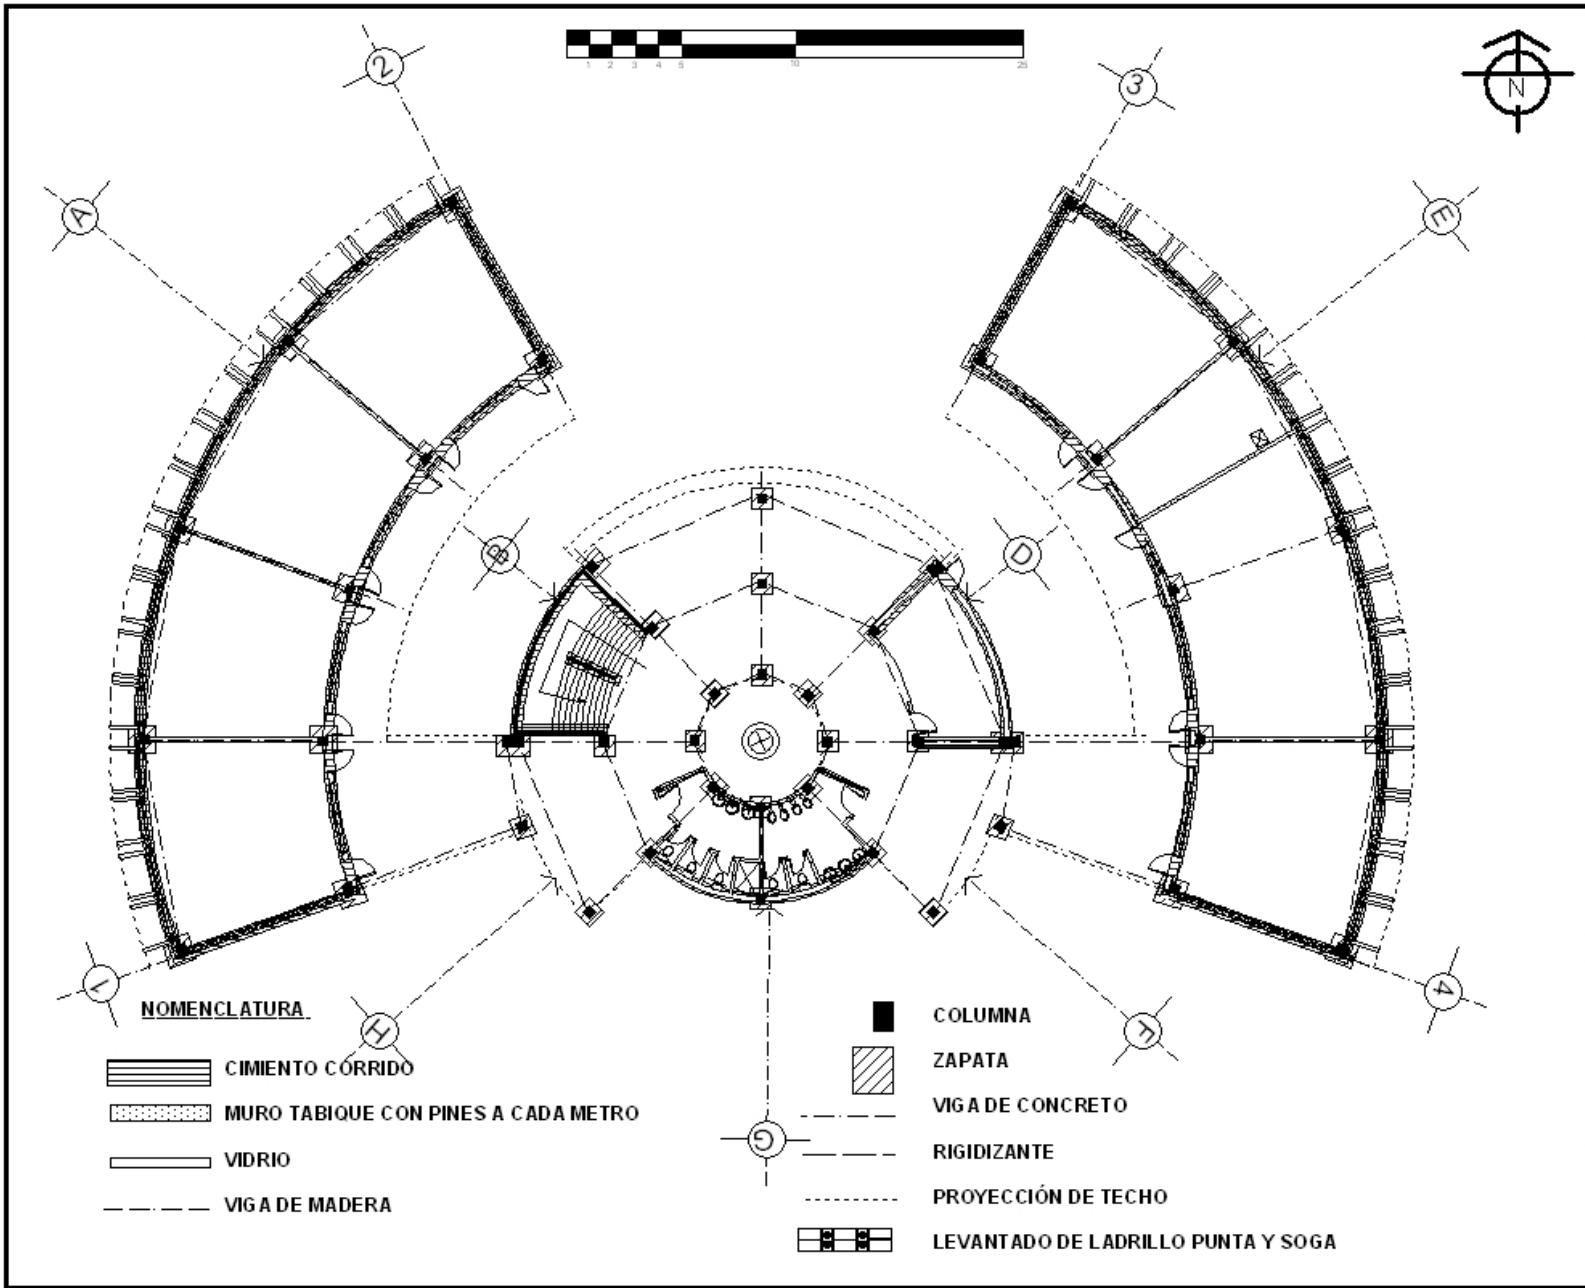 1 2 3 4 5 10 25
N
2
3
A
E
B
D
1
4
H
F
G
NOMENCLATURA
CIMIENTO CORRIDO
MURO TABIQUE CON PINES A CADA METRO
VIDRIO
VIGA DE MADERA
COLUMNA
ZAPATA
VIGA DE CONCRETO
RIGIDIZANTE
PROYECCIÓN DE TECHO
LEVANTADO DE LADRILLO PUNTA Y SOGA